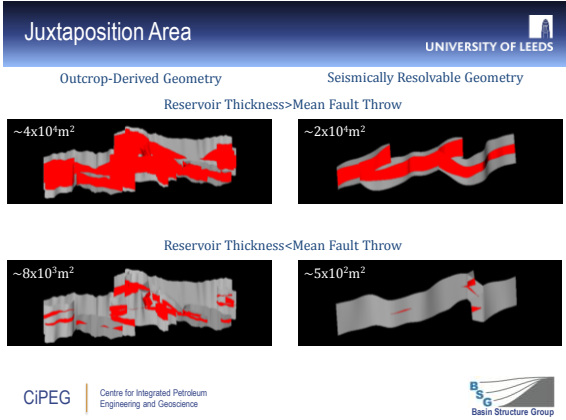 Juxtaposition Area
UNIVERSITY OF LEEDS
Outcrop-Derived Geometry
Seismically Resolvable Geometry
Reservoir Thickness>Mean Fault Throw
~4x10⁴m²
~2x10⁴m²
Reservoir Thickness<Mean Fault Throw
~8x10³m²
~5x10²m²
CiPEG
Centre for Integrated Petroleum
Engineering and Geoscience
BSG
Basin Structure Group